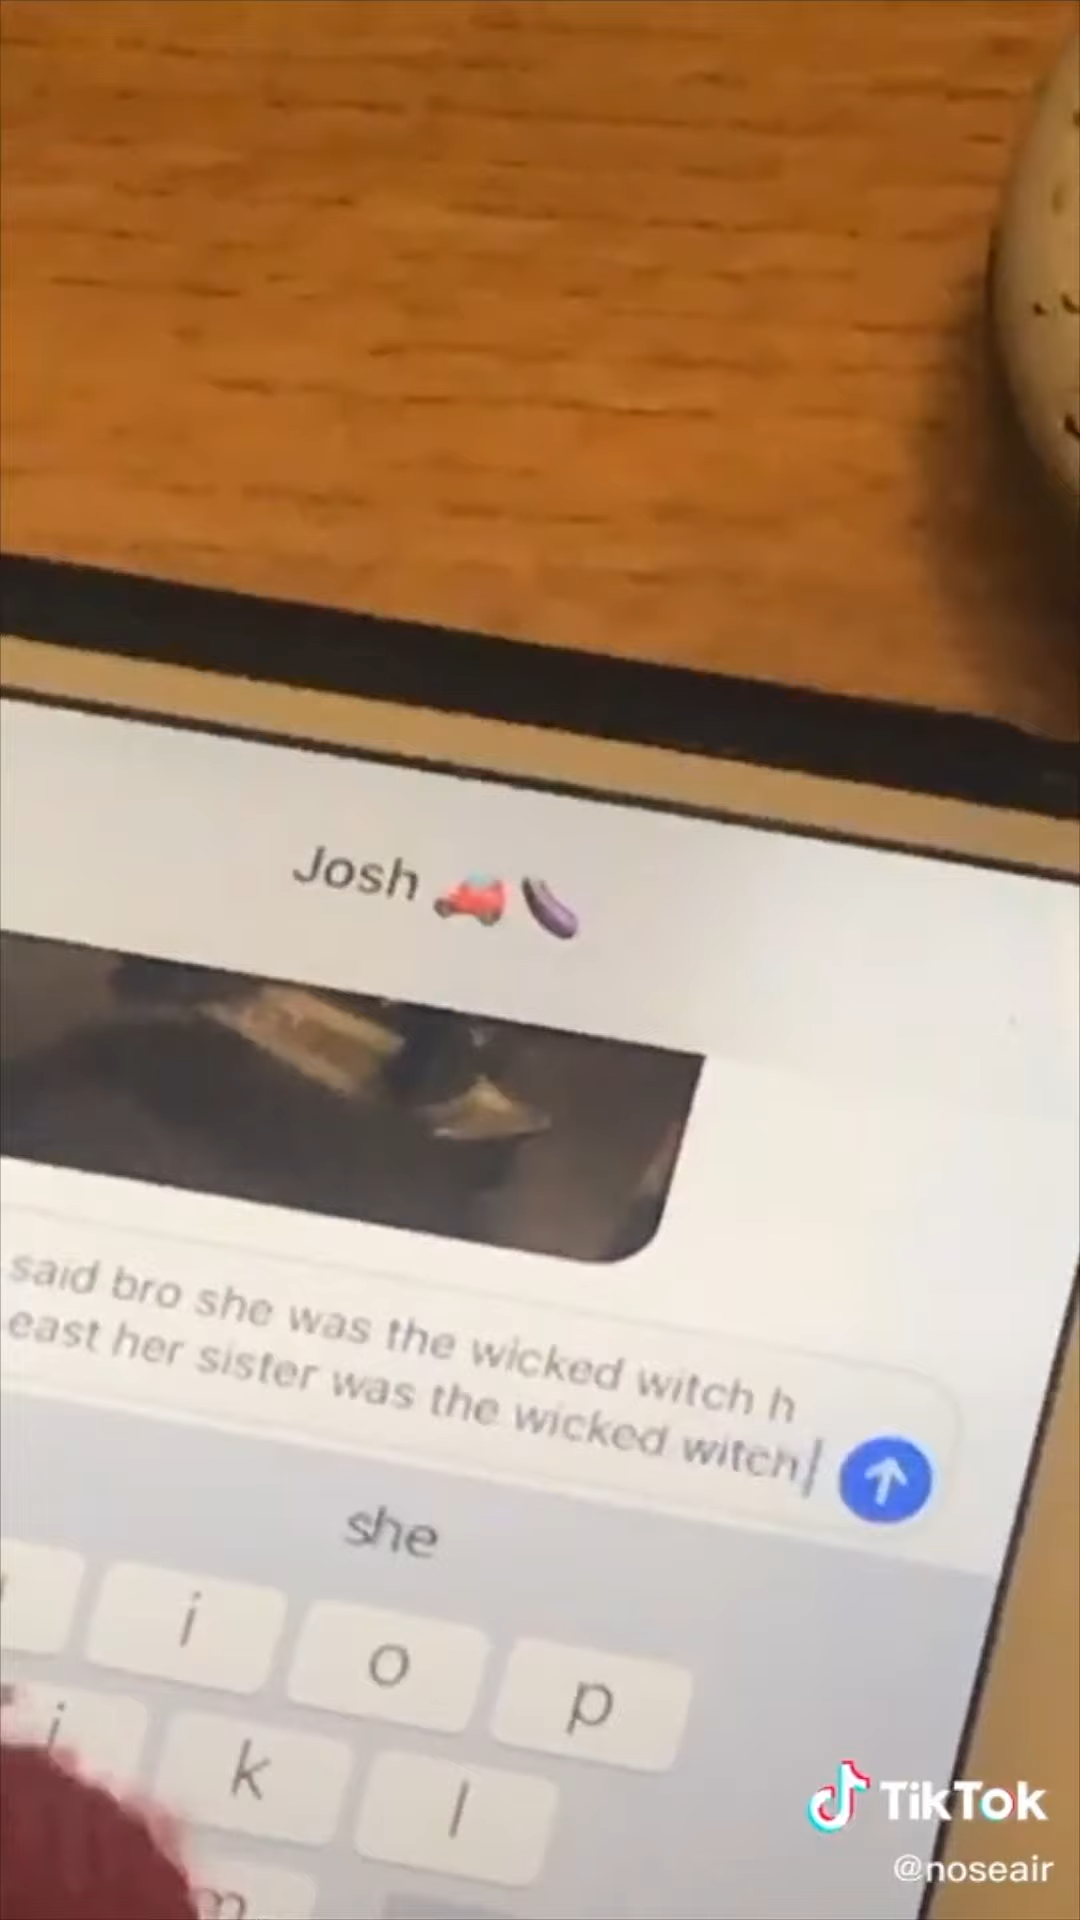 Josh 🚗🍆
said bro she was the wicked witch h
east her sister was the wicked witch
she
i o p
j k l
m
TikTok
@noseair